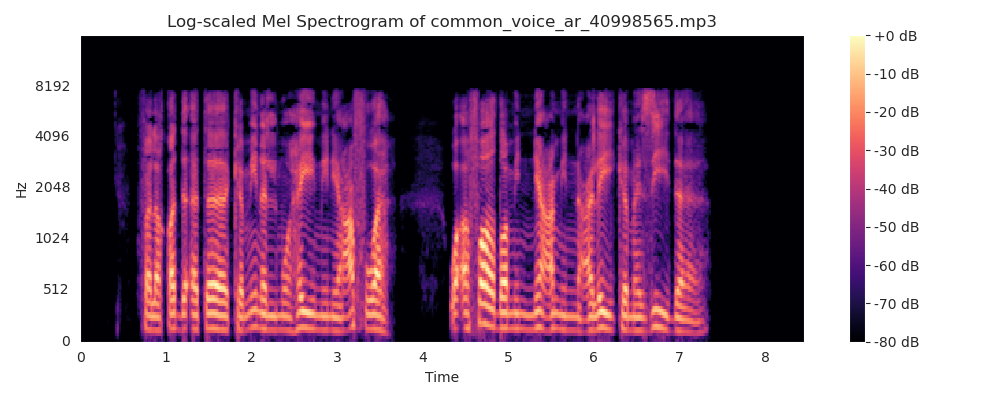 Log-scaled Mel Spectrogram of common_voice_ar_40998565.mp3
Hz
8192
4096
2048
1024
512
0
0 1 2 3 4 5 6 7 8
Time
+0 dB
-10 dB
-20 dB
-30 dB
-40 dB
-50 dB
-60 dB
-70 dB
-80 dB